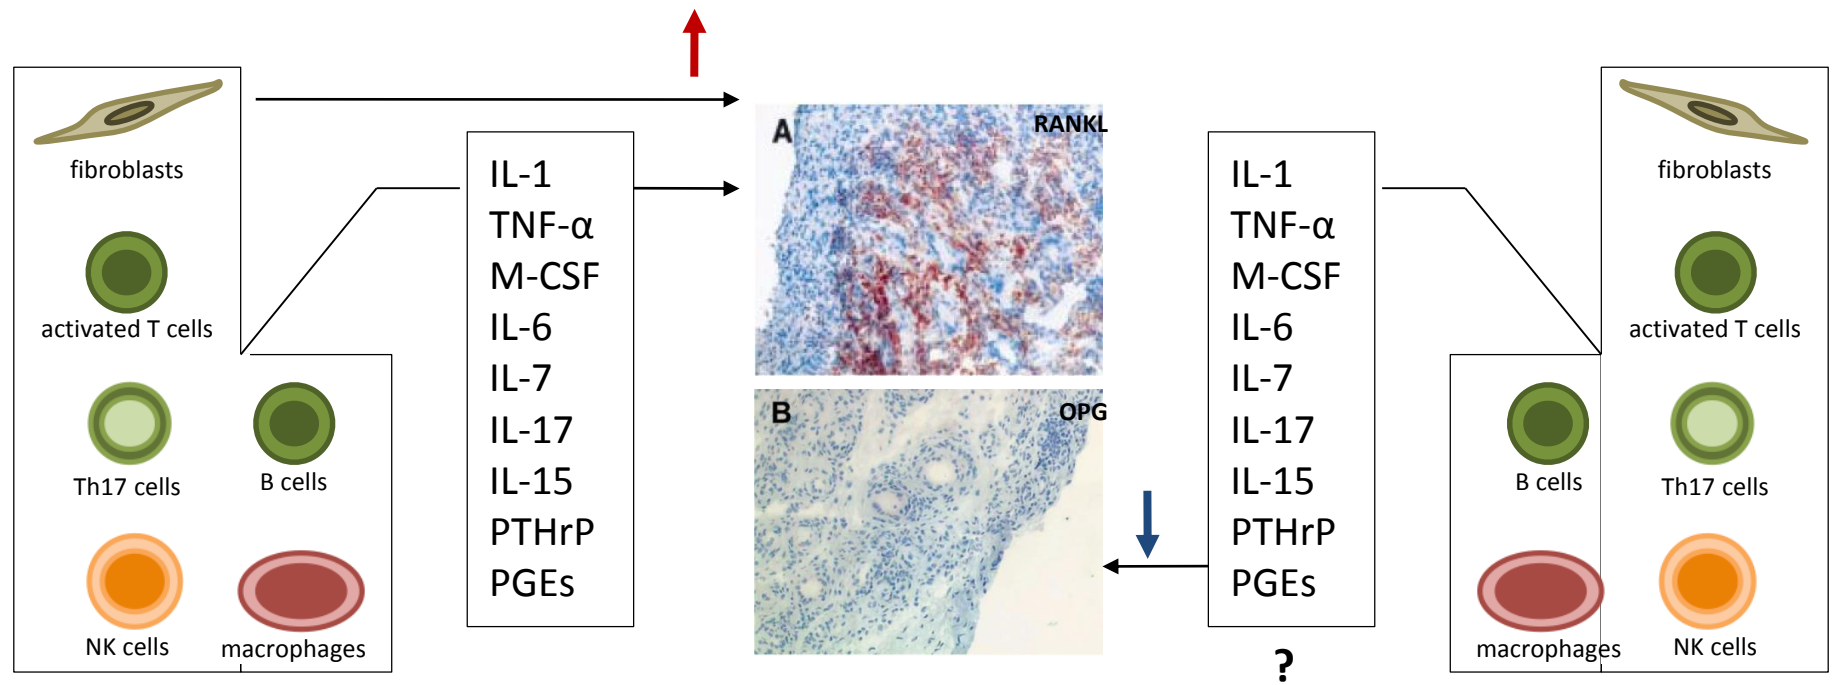 fibroblasts
activated T cells
Th17 cells
B cells
NK cells
macrophages
IL-1
TNF-α
M-CSF
IL-6
IL-7
IL-17
IL-15
PTHrP
PGEs
A
RANKL
B
OPG
IL-1
TNF-α
M-CSF
IL-6
IL-7
IL-17
IL-15
PTHrP
PGEs
?
fibroblasts
activated T cells
B cells
Th17 cells
macrophages
NK cells